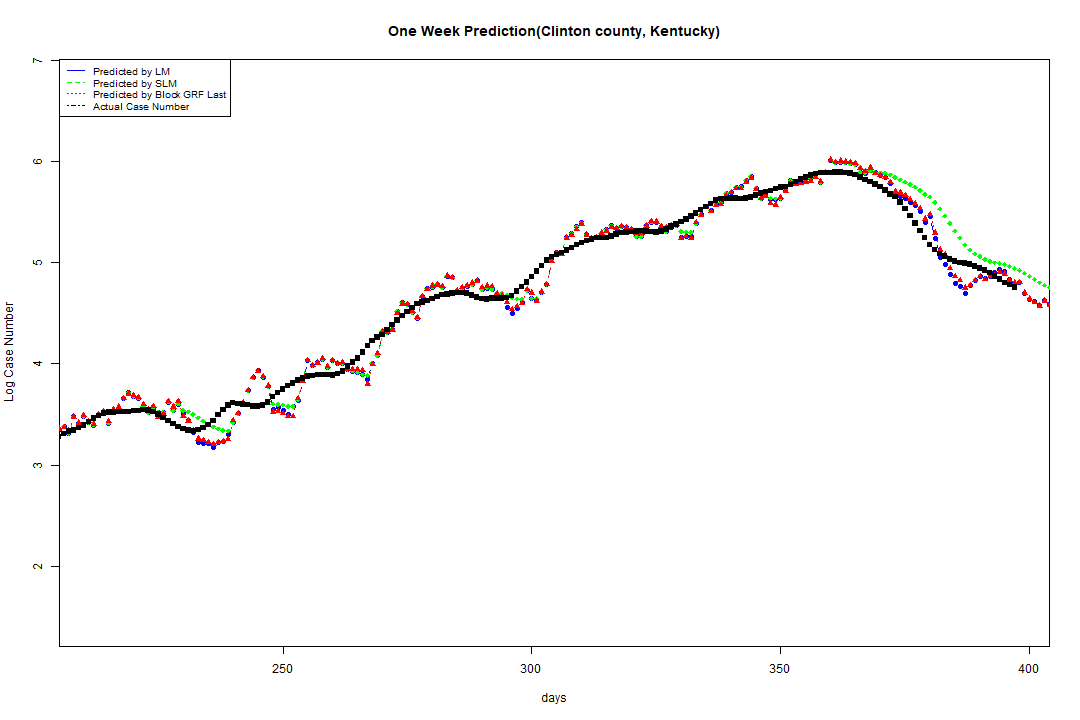 One Week Prediction(Clinton county, Kentucky)
Predicted by LM
Predicted by SLM
Predicted by Block GRF Last
Actual Case Number
7
6
5
4
3
2
Log Case Number
250 300 350 400
days